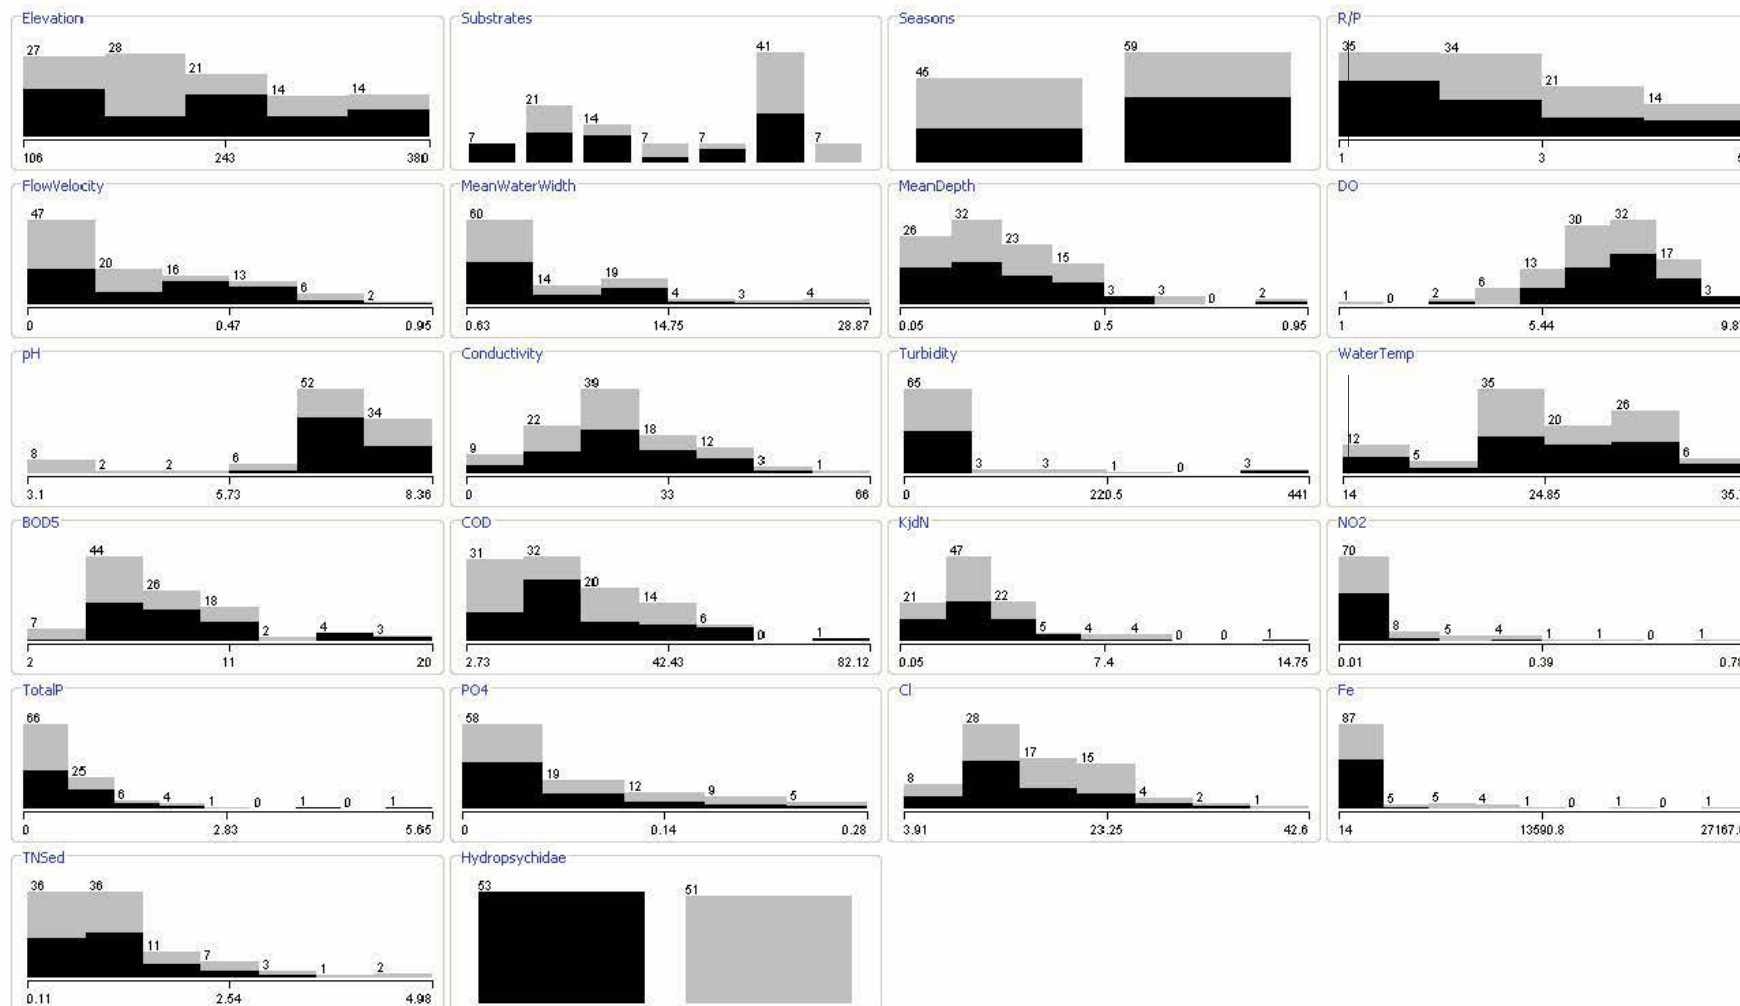 Elevation
27 28 21 14 14
106 243 380
Substrates
7 21 14 7 7 41 7
Seasons
45 59
R/P
35 34 21 14
1 3
FlowVelocity
47 20 16 13 6 2
0 0.47 0.95
MeanWaterWidth
60 14 19 4 3 4
0.63 14.75 28.87
MeanDepth
26 32 23 15 3 3 0 2
0.05 0.5 0.95
DO
1 0 2 6 13 30 32 17 3
1 5.44 9.8
pH
8 2 2 6 52 34
3.1 5.73 8.36
Conductivity
9 22 39 18 12 3 1
0 33 66
Turbidity
65 3 3 1 0 3
0 220.5 441
WaterTemp
12 5 35 20 26 6
14 24.85 35.
BOD5
7 44 26 18 2 4 3
2 11 20
COD
31 32 20 14 6 0 1
2.73 42.43 82.12
KjdN
21 47 22 5 4 4 0 0 1
0.05 7.4 14.75
NO2
70 8 5 4 1 1 0 1
0.01 0.39 0.78
TotalP
66 25 6 4 1 0 1 0 1
0 2.83 5.65
PO4
58 19 12 9 5
0 0.14 0.28
Cl
8 28 17 15 4 2 1
3.91 23.25 42.6
Fe
87 5 5 4 1 0 1 0 1
14 13590.8 27167.
TNSed
36 36 11 7 3 1 2
0.11 2.54 4.98
Hydropsychidae
53 51